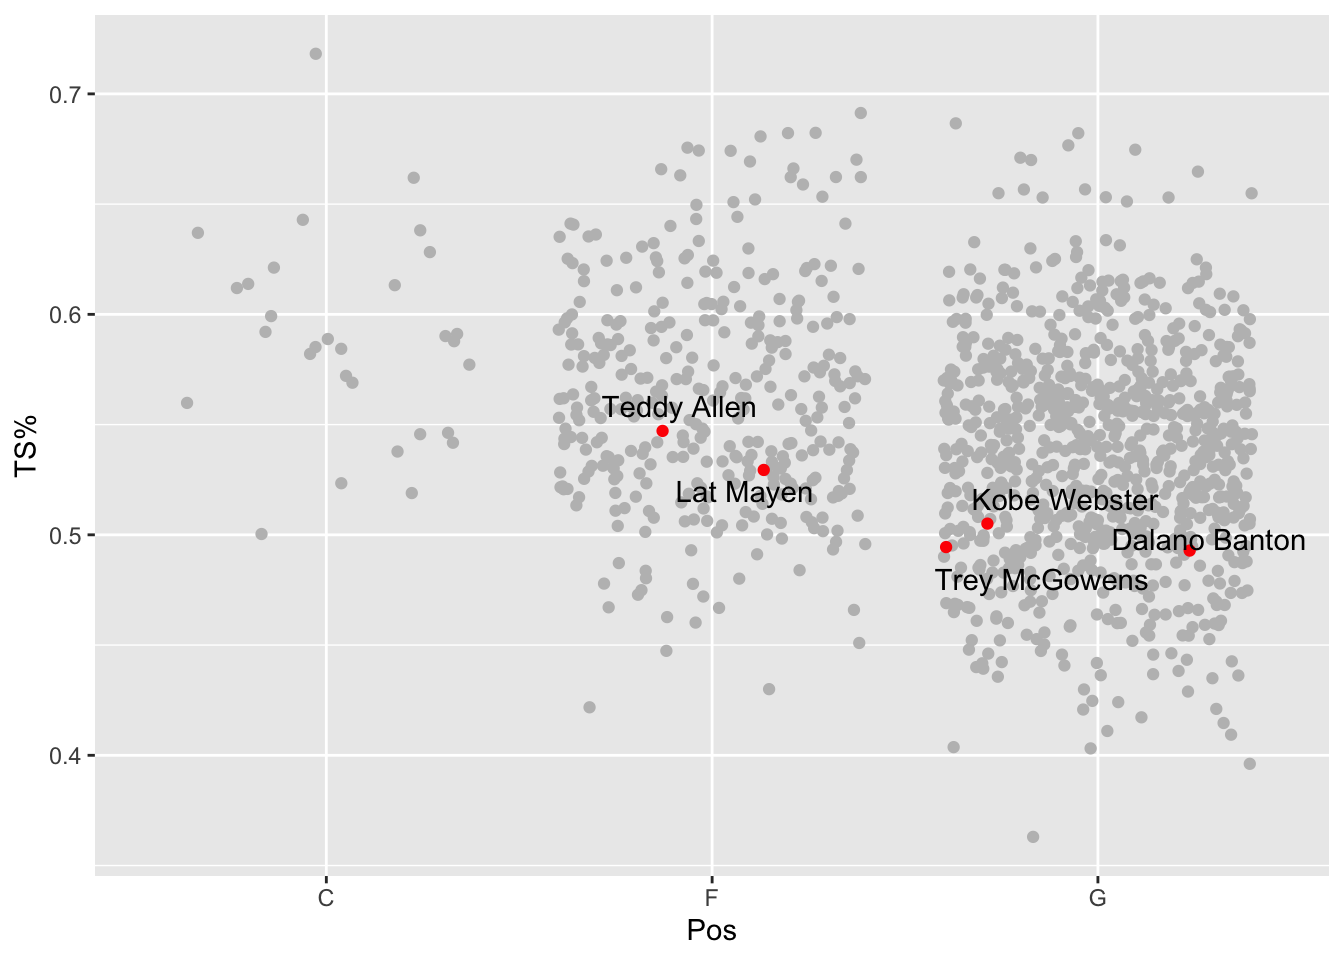 TS%
0.7
0.6
0.5
0.4
Teddy Allen
Lat Mayen
Kobe Webster
Dalano Banton
Trey McGowens
C
F
G
Pos